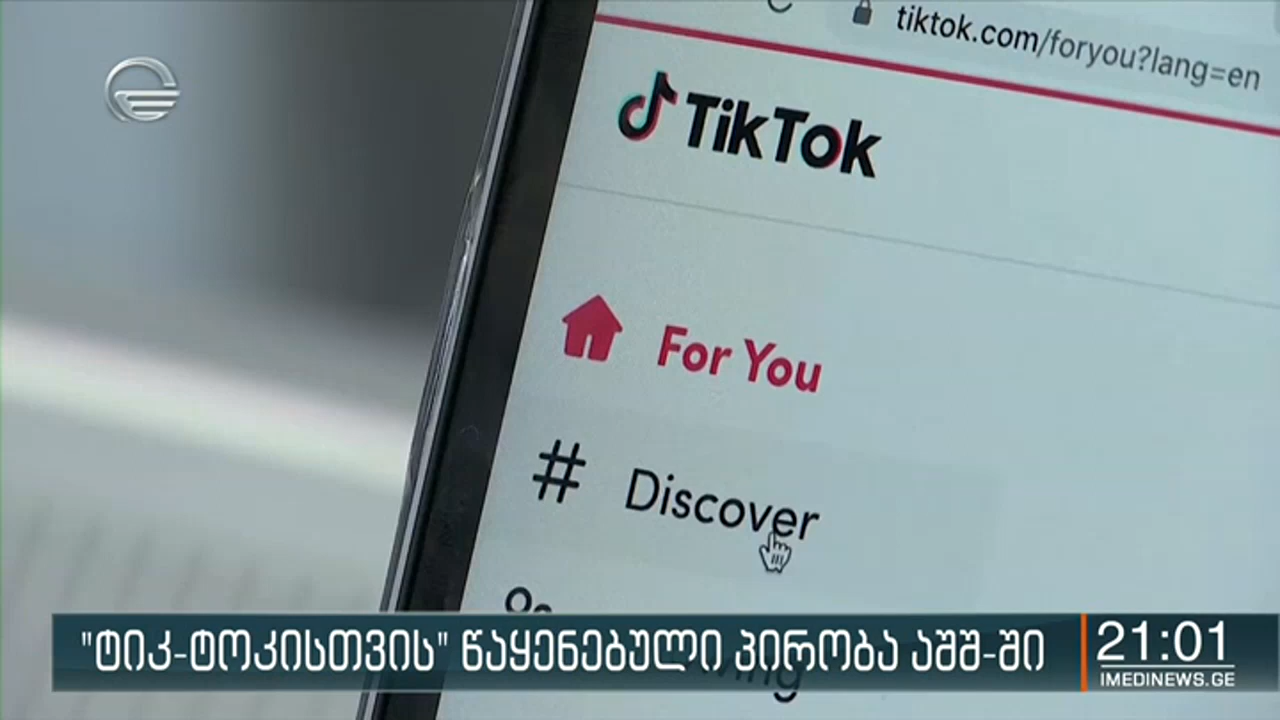 tiktok.com/foryou?lang=en
TikTok
For You
# Discover
"ტიკ-ტოკისთვის" წაყენებული პირობა აშშ-ში
21:01
IMEDINEWS.GE